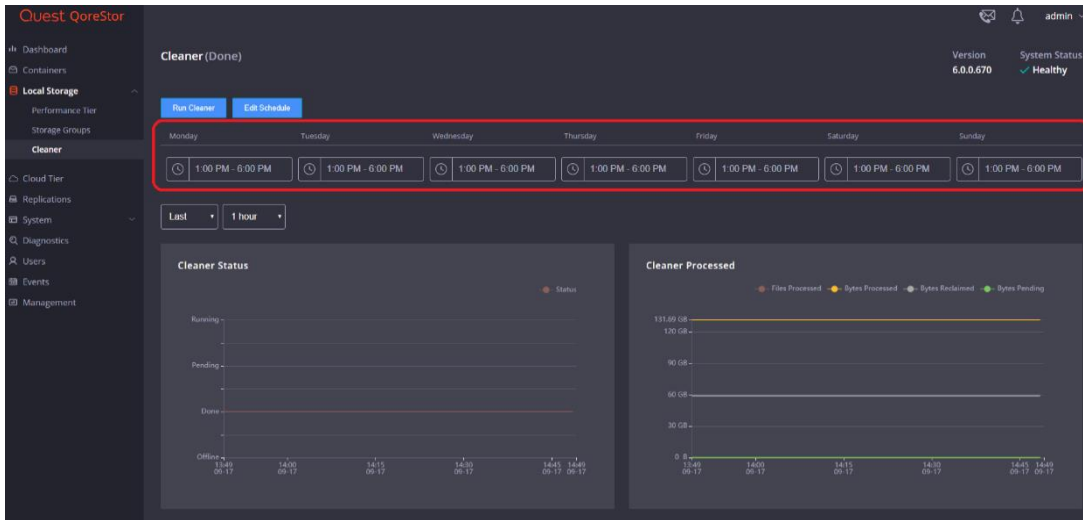 Quest QoreStor
admin
Dashboard
Containers
Local Storage
Performance Tier
Storage Groups
Cleaner
Cloud Tier
Replications
System
Diagnostics
Users
Events
Management
Cleaner (Done)
Version
6.0.0.670
System Status
Healthy
Run Cleaner
Edit Schedule
Monday Tuesday Wednesday Thursday Friday Saturday Sunday
1:00 PM - 6:00 PM 1:00 PM - 6:00 PM 1:00 PM - 6:00 PM 1:00 PM - 6:00 PM 1:00 PM - 6:00 PM 1:00 PM - 6:00 PM 1:00 PM - 6:00 PM
Last 1 hour
Cleaner Status
Status
Running
Pending
Done
Offline
13:49 14:00 14:15 14:30 14:45 14:49
09-17 09-17 09-17 09-17 09-17 09-17
Cleaner Processed
Files Processed Bytes Processed Bytes Reclaimed Bytes Pending
131.69 GB
120 GB
90 GB
60 GB
30 GB
0 B
13:49 14:00 14:15 14:30 14:45 14:49
09-17 09-17 09-17 09-17 09-17 09-17